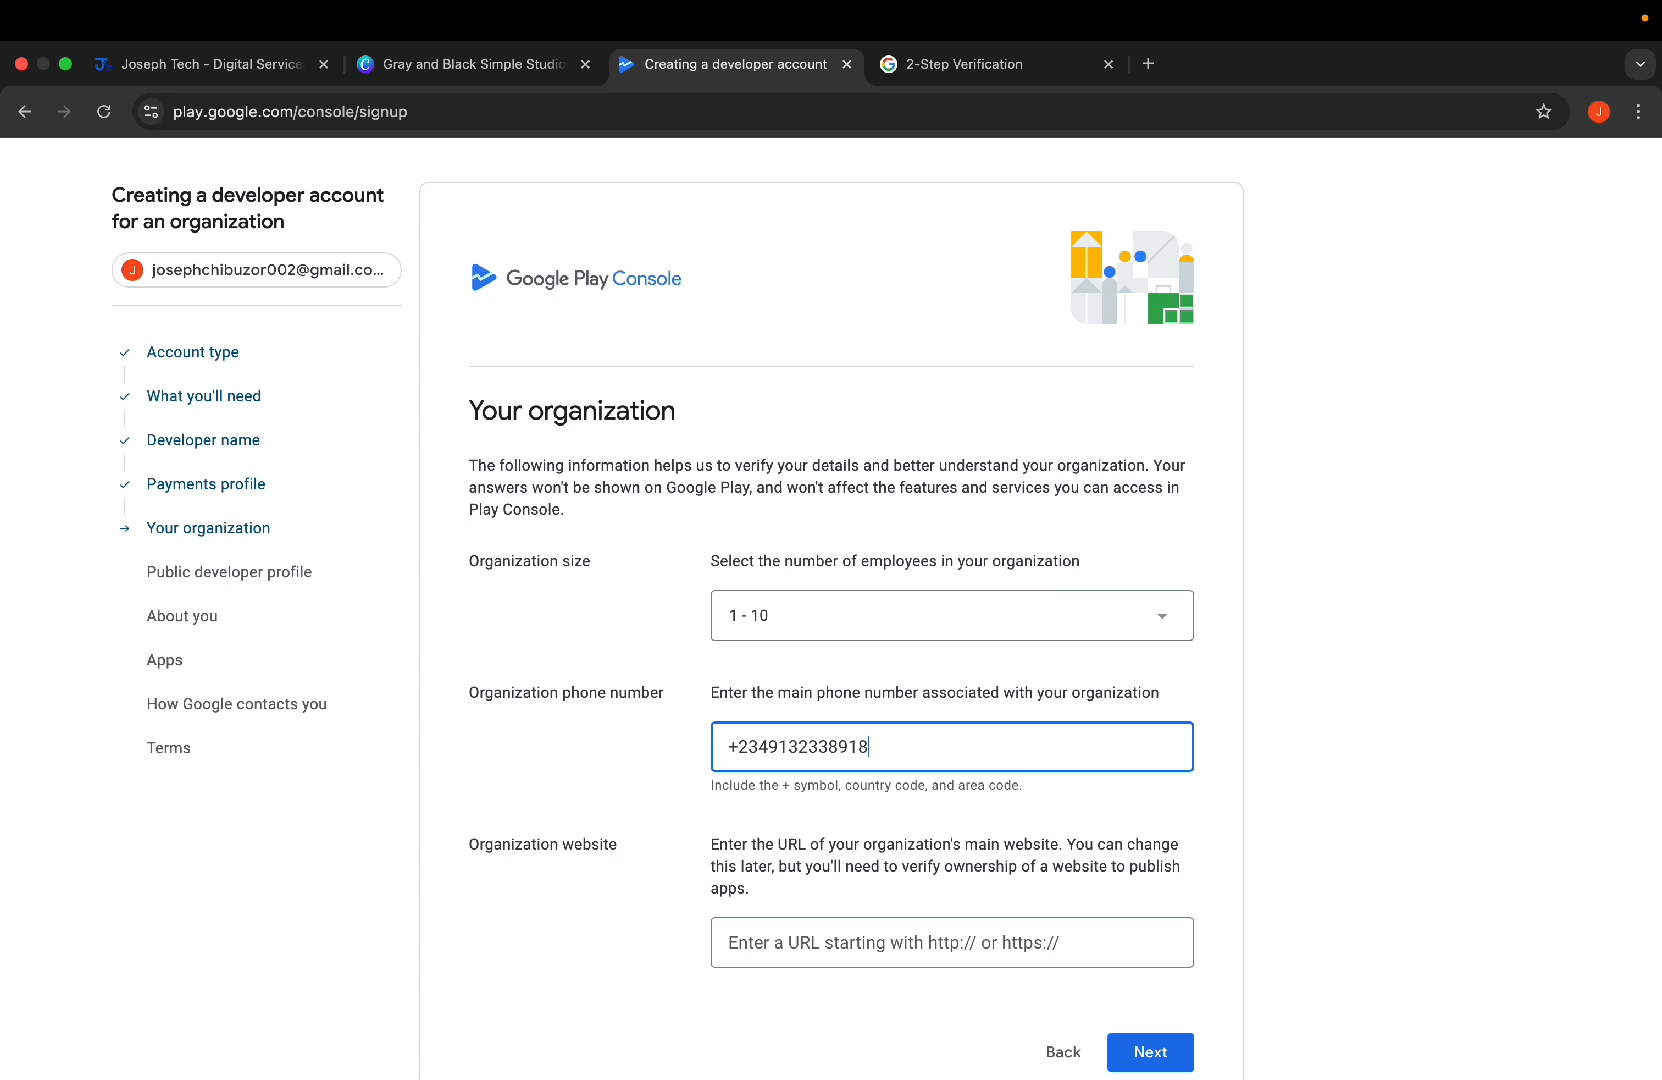 Joseph Tech - Digital Service
Gray and Black Simple Studio
Creating a developer account
2-Step Verification
play.google.com/console/signup
J
Creating a developer account
for an organization
J josephchibuzor002@gmail.co...
Account type
What you'll need
Developer name
Payments profile
Your organization
Public developer profile
About you
Apps
How Google contacts you
Terms
Google Play Console
Your organization
The following information helps us to verify your details and better understand your organization. Your
answers won't be shown on Google Play, and won't affect the features and services you can access in
Play Console.
Organization size
Select the number of employees in your organization
1 - 10
Organization phone number
Enter the main phone number associated with your organization
+2349132338918
Include the + symbol, country code, and area code.
Organization website
Enter the URL of your organization's main website. You can change
this later, but you'll need to verify ownership of a website to publish
apps.
Enter a URL starting with http:// or https://
Back
Next